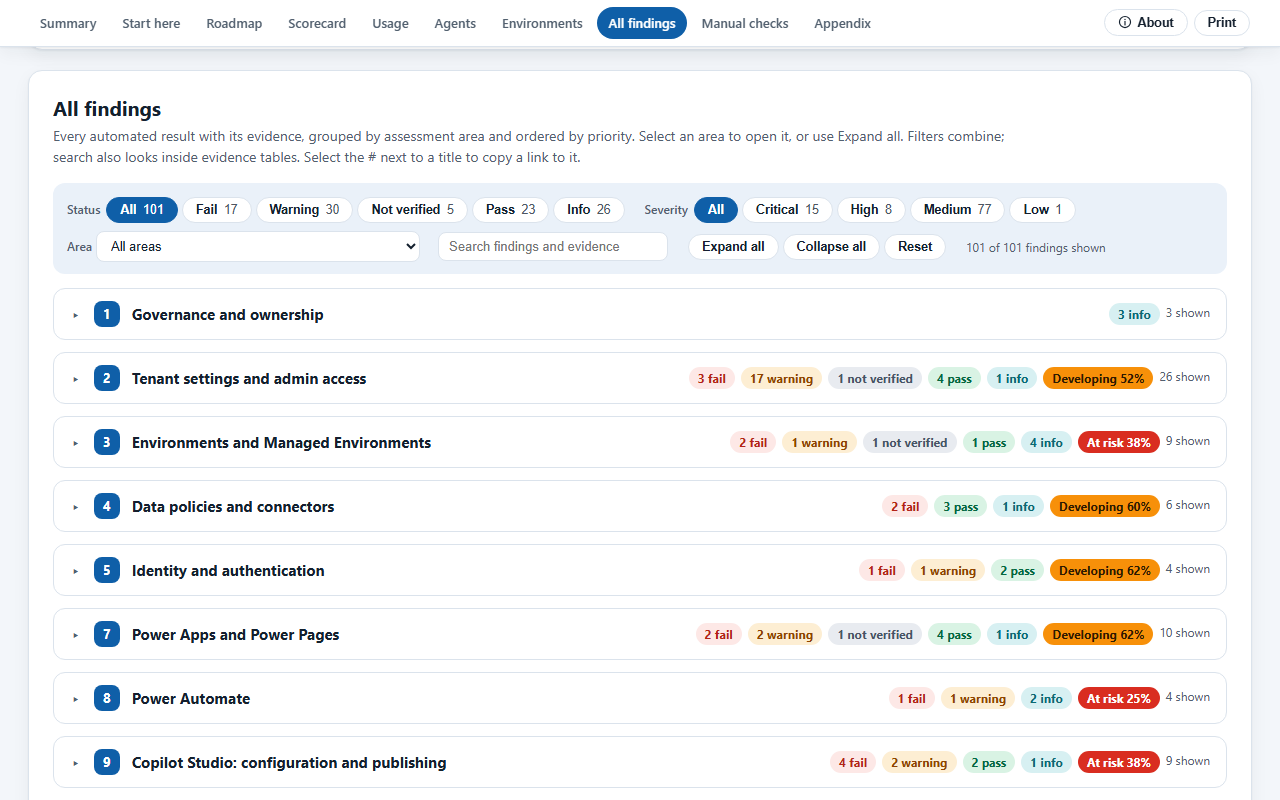 Summary Start here Roadmap Scorecard Usage Agents Environments All findings Manual checks Appendix About Print
All findings
Every automated result with its evidence, grouped by assessment area and ordered by priority. Select an area to open it, or use Expand all. Filters combine;
search also looks inside evidence tables. Select the # next to a title to copy a link to it.
Status All 101 Fail 17 Warning 30 Not verified 5 Pass 23 Info 26 Severity All Critical 15 High 8 Medium 77 Low 1
Area All areas Search findings and evidence Expand all Collapse all Reset 101 of 101 findings shown
1 Governance and ownership 3 info 3 shown
2 Tenant settings and admin access 3 fail 17 warning 1 not verified 4 pass 1 info Developing 52% 26 shown
3 Environments and Managed Environments 2 fail 1 warning 1 not verified 1 pass 4 info At risk 38% 9 shown
4 Data policies and connectors 2 fail 3 pass 1 info Developing 60% 6 shown
5 Identity and authentication 1 fail 1 warning 2 pass Developing 62% 4 shown
7 Power Apps and Power Pages 2 fail 2 warning 1 not verified 4 pass 1 info Developing 62% 10 shown
8 Power Automate 1 fail 1 warning 2 info At risk 25% 4 shown
9 Copilot Studio: configuration and publishing 4 fail 2 warning 2 pass 1 info At risk 38% 9 shown